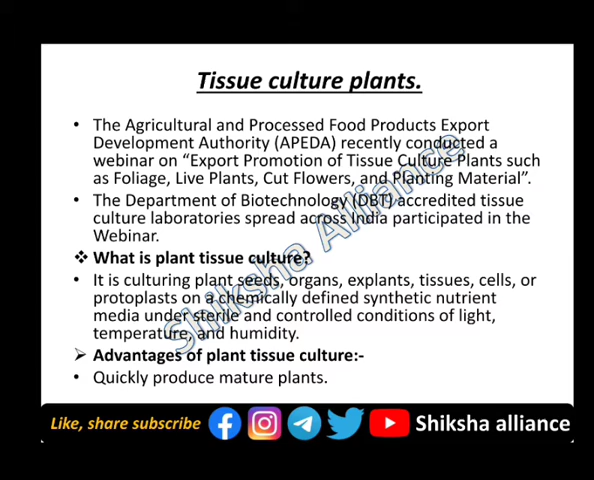 Tissue culture plants.
• The Agricultural and Processed Food Products Export
Development Authority (APEDA) recently conducted a
webinar on “Export Promotion of Tissue Culture Plants such
as Foliage, Live Plants, Cut Flowers, and Planting Material”.
• The Department of Biotechnology (DBT) accredited tissue
culture laboratories spread across India participated in the
Webinar.
❖ What is plant tissue culture?
• It is culturing plant seeds, organs, explants, tissues, cells, or
protoplasts on a chemically defined synthetic nutrient
media under sterile and controlled conditions of light,
temperature, and humidity.
➢ Advantages of plant tissue culture:-
• Quickly produce mature plants.
Shiksha Alliance
Like, share subscribe
Shiksha alliance